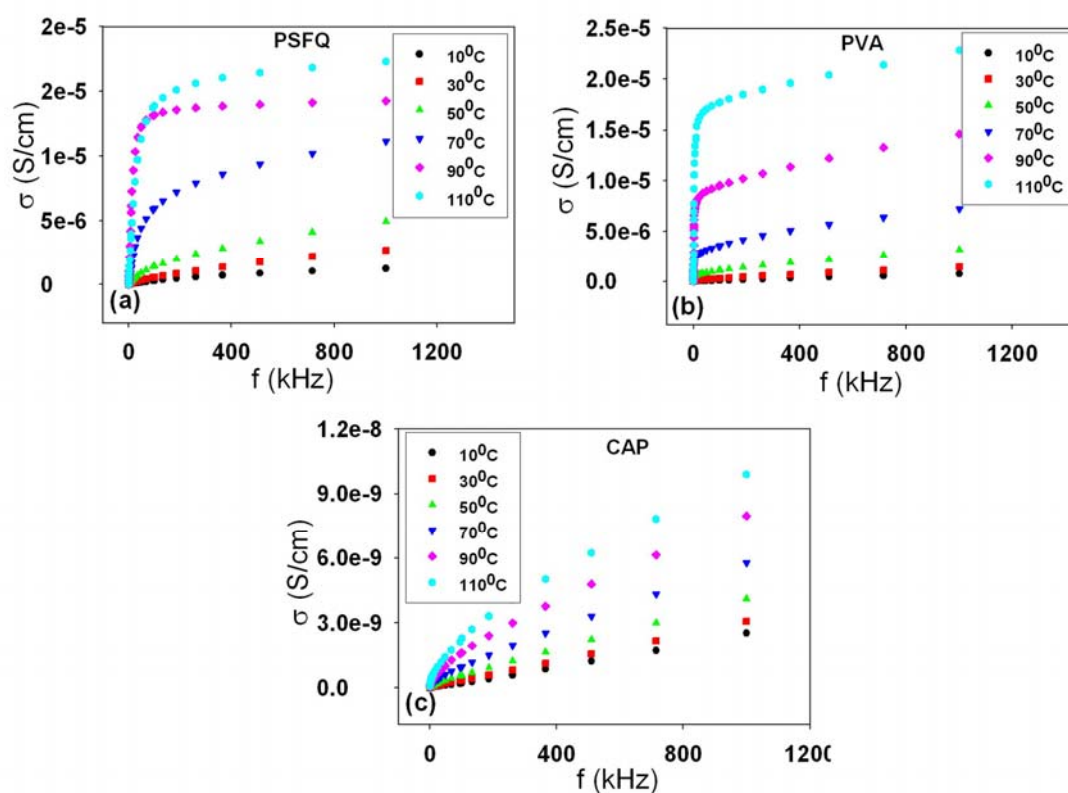 PSFQ
2e-5
2e-5
1e-5
5e-6
0
σ (S/cm)
10⁰C
30⁰C
50⁰C
70⁰C
90⁰C
110⁰C
(a)
0 400 800 1200
f (kHz)
PVA
2.5e-5
2.0e-5
1.5e-5
1.0e-5
5.0e-6
0.0
σ (S/cm)
10⁰C
30⁰C
50⁰C
70⁰C
90⁰C
110⁰C
(b)
0 400 800 1200
f (kHz)
CAP
1.2e-8
9.0e-9
6.0e-9
3.0e-9
0.0
σ (S/cm)
10⁰C
30⁰C
50⁰C
70⁰C
90⁰C
110⁰C
(c)
0 400 800 1200
f (kHz)